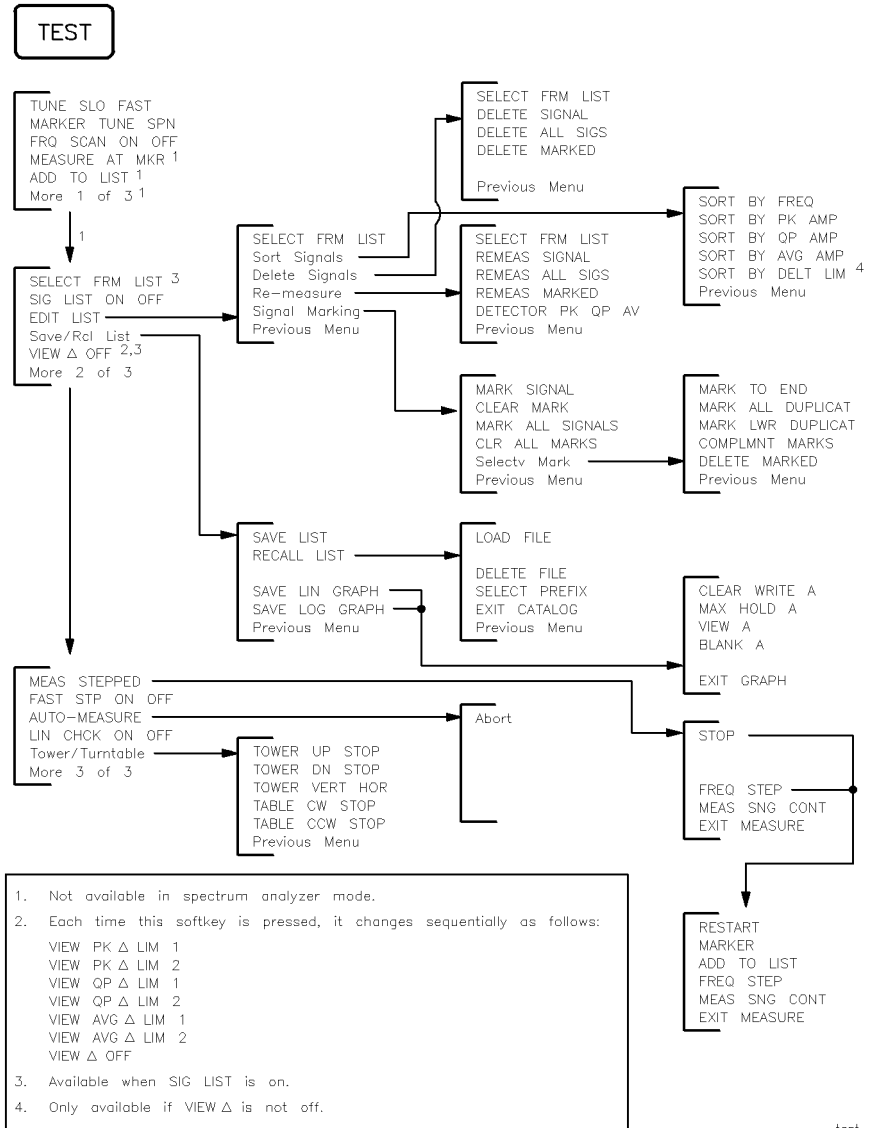 TEST
TUNE SLO FAST
MARKER TUNE SPN
FRQ SCAN ON OFF
MEASURE AT MKR 1
ADD TO LIST 1
More 1 of 3 1
1
SELECT FRM LIST 3
SIG LIST ON OFF
EDIT LIST
Save/Rcl List
VIEW Δ OFF 2,3
More 2 of 3
SELECT FRM LIST
Sort Signals
Delete Signals
Re-measure
Signal Marking
Previous Menu
SELECT FRM LIST
DELETE SIGNAL
DELETE ALL SIGS
DELETE MARKED
Previous Menu
SORT BY FREQ
SORT BY PK AMP
SORT BY QP AMP
SORT BY AVG AMP
SORT BY DELT LIM 4
Previous Menu
SELECT FRM LIST
REMEAS SIGNAL
REMEAS ALL SIGS
REMEAS MARKED
DETECTOR PK QP AV
Previous Menu
MARK SIGNAL
CLEAR MARK
MARK ALL SIGNALS
CLR ALL MARKS
Selectv Mark
Previous Menu
MARK TO END
MARK ALL DUPLICAT
MARK LWR DUPLICAT
COMPLMNT MARKS
DELETE MARKED
Previous Menu
SAVE LIST
RECALL LIST
SAVE LIN GRAPH
SAVE LOG GRAPH
Previous Menu
LOAD FILE
DELETE FILE
SELECT PREFIX
EXIT CATALOG
Previous Menu
CLEAR WRITE A
MAX HOLD A
VIEW A
BLANK A
EXIT GRAPH
MEAS STEPPED
FAST STP ON OFF
AUTO-MEASURE
LIN CHCK ON OFF
Tower/Turntable
More 3 of 3
TOWER UP STOP
TOWER DN STOP
TOWER VERT HOR
TABLE CW STOP
TABLE CCW STOP
Previous Menu
Abort
STOP
FREQ STEP
MEAS SNG CONT
EXIT MEASURE
RESTART
MARKER
ADD TO LIST
FREQ STEP
MEAS SNG CONT
EXIT MEASURE
1. Not available in spectrum analyzer mode.
2. Each time this softkey is pressed, it changes sequentially as follows:
VIEW PK Δ LIM 1
VIEW PK Δ LIM 2
VIEW QP Δ LIM 1
VIEW QP Δ LIM 2
VIEW AVG Δ LIM 1
VIEW AVG Δ LIM 2
VIEW Δ OFF
3. Available when SIG LIST is on.
4. Only available if VIEW Δ is not off.